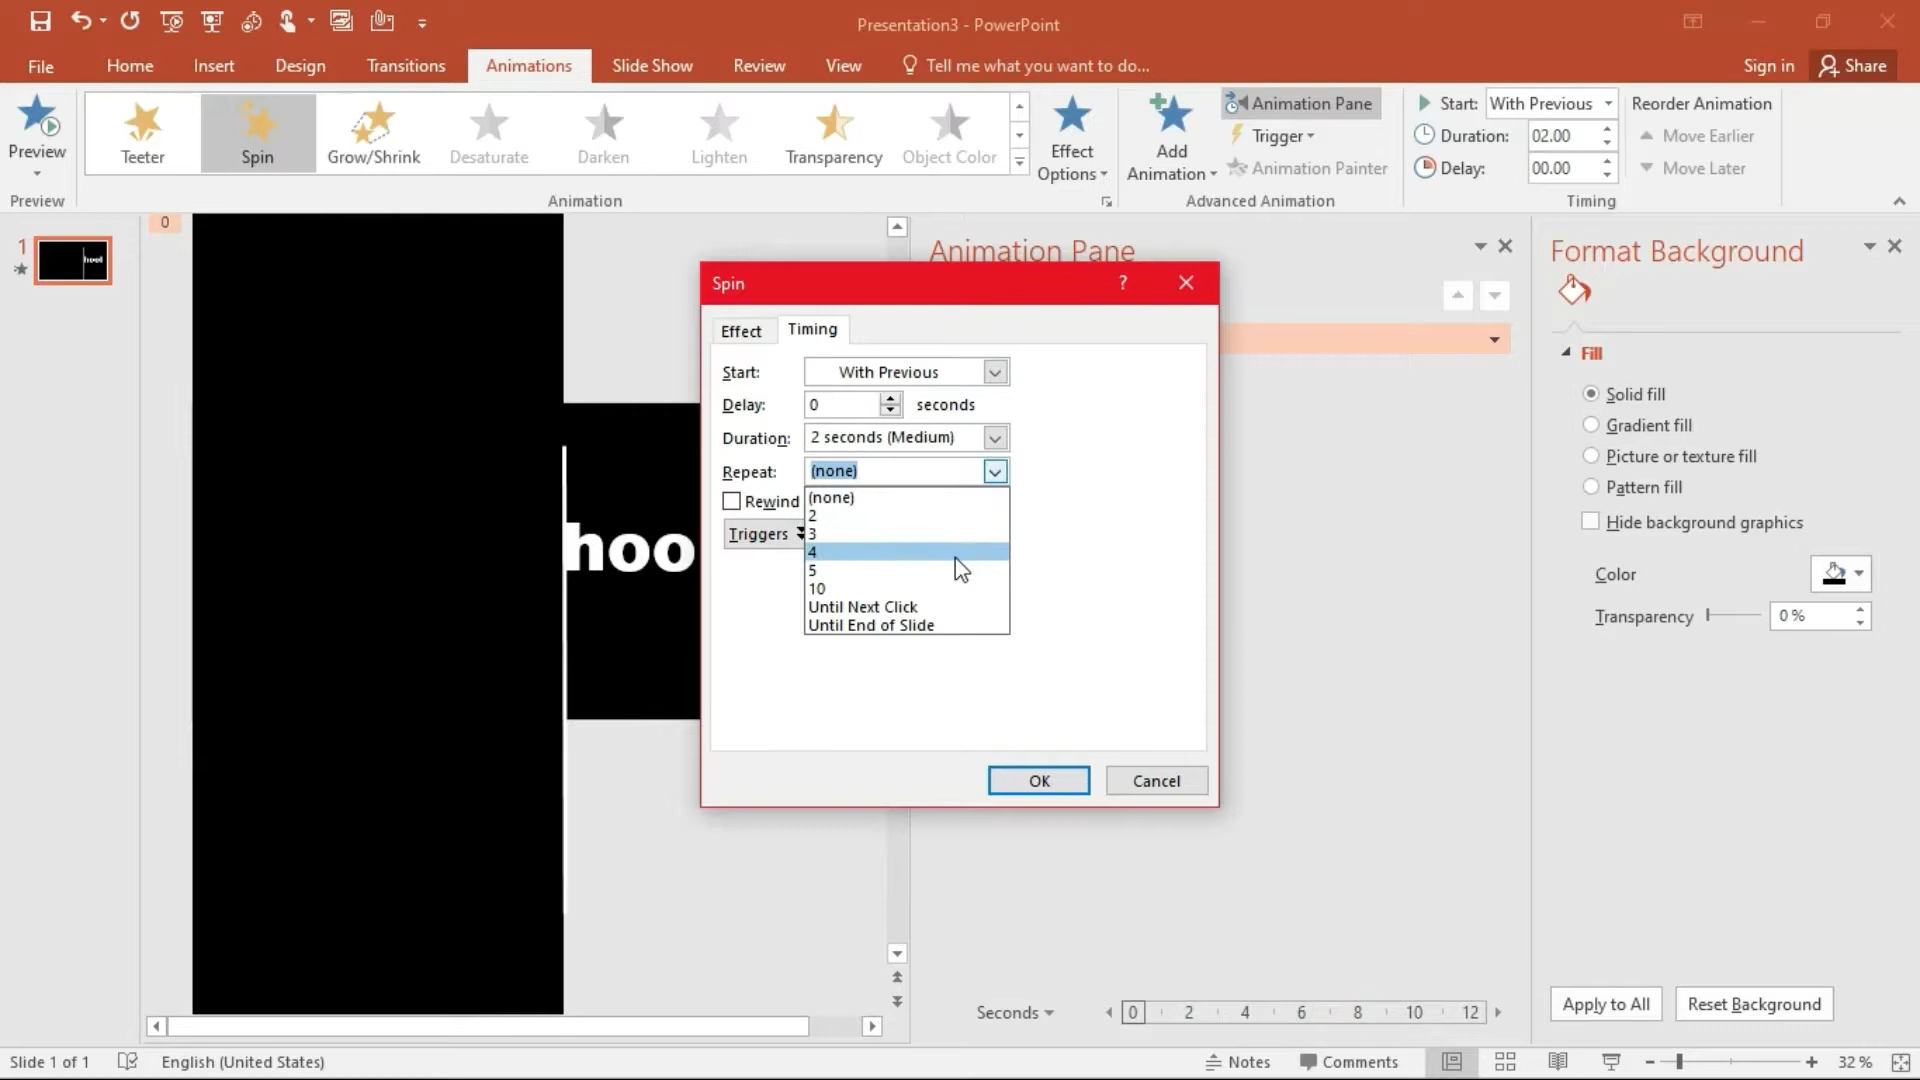 Presentation3 - PowerPoint
File Home Insert Design Transitions Animations Slide Show Review View Tell me what you want to do... Sign in Share
Preview
Teeter Spin Grow/Shrink Desaturate Darken Lighten Transparency Object Color
Effect Options
Add Animation
Animation Pane
Trigger
Animation Painter
Start: With Previous
Duration: 02.00
Delay: 00.00
Reorder Animation
Move Earlier
Move Later
Preview Animation Advanced Animation Timing
1
hool
0
hoo
Animation Pane
Spin
?
Effect Timing
Start: With Previous
Delay: 0 seconds
Duration: 2 seconds (Medium)
Repeat: (none)
Rewind
Triggers
(none)
2
3
4
5
10
Until Next Click
Until End of Slide
OK Cancel
Seconds 0 2 4 6 8 10 12
Format Background
Fill
Solid fill
Gradient fill
Picture or texture fill
Pattern fill
Hide background graphics
Color
Transparency 0 %
Apply to All Reset Background
Slide 1 of 1 English (United States) Notes Comments 32 %